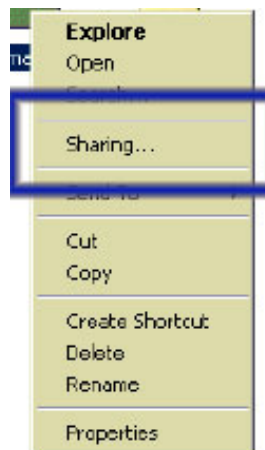 Explore
Open
Sharing...
Cut
Copy
Create Shortcut
Delete
Rename
Properties